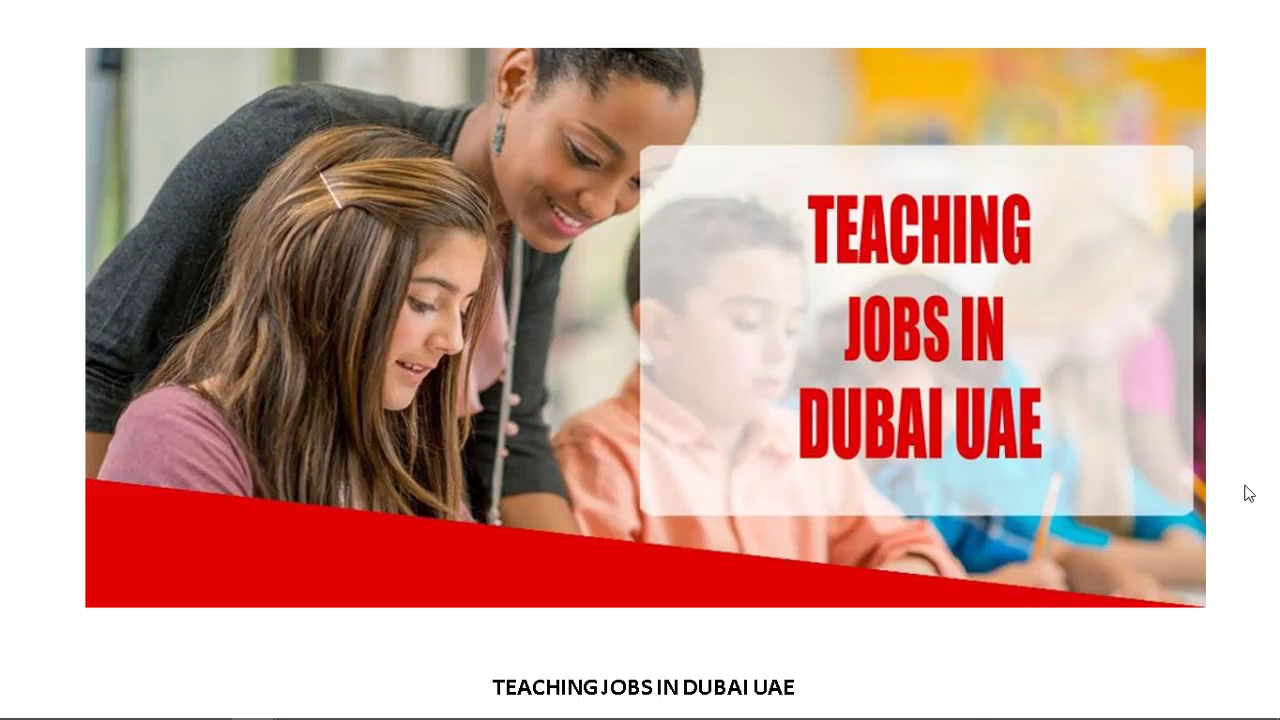 TEACHING
JOBS IN
DUBAI UAE
TEACHING JOBS IN DUBAI UAE